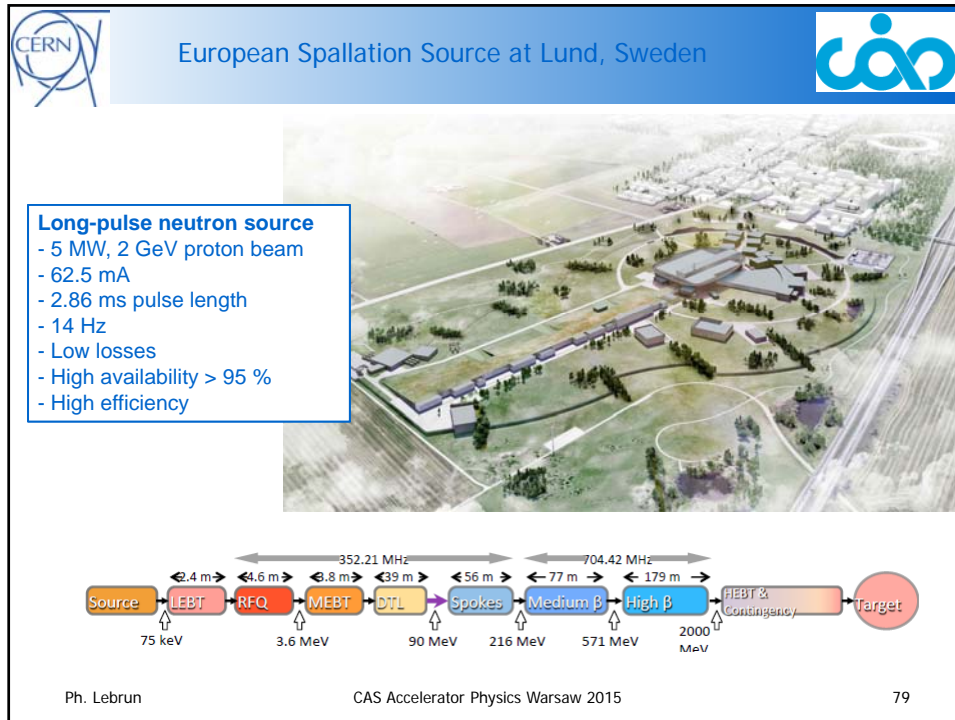 CERN
European Spallation Source at Lund, Sweden
cas
Long-pulse neutron source
- 5 MW, 2 GeV proton beam
- 62.5 mA
- 2.86 ms pulse length
- 14 Hz
- Low losses
- High availability > 95 %
- High efficiency
352.21 MHz 704.42 MHz
2.4 m 4.6 m 3.8 m 39 m 56 m 77 m 179 m
Source LEBT RFQ MEBT DTL Spokes Medium β High β HEBT & Contingency Target
75 keV 3.6 MeV 90 MeV 216 MeV 571 MeV 2000 MeV
Ph. Lebrun CAS Accelerator Physics Warsaw 2015 79